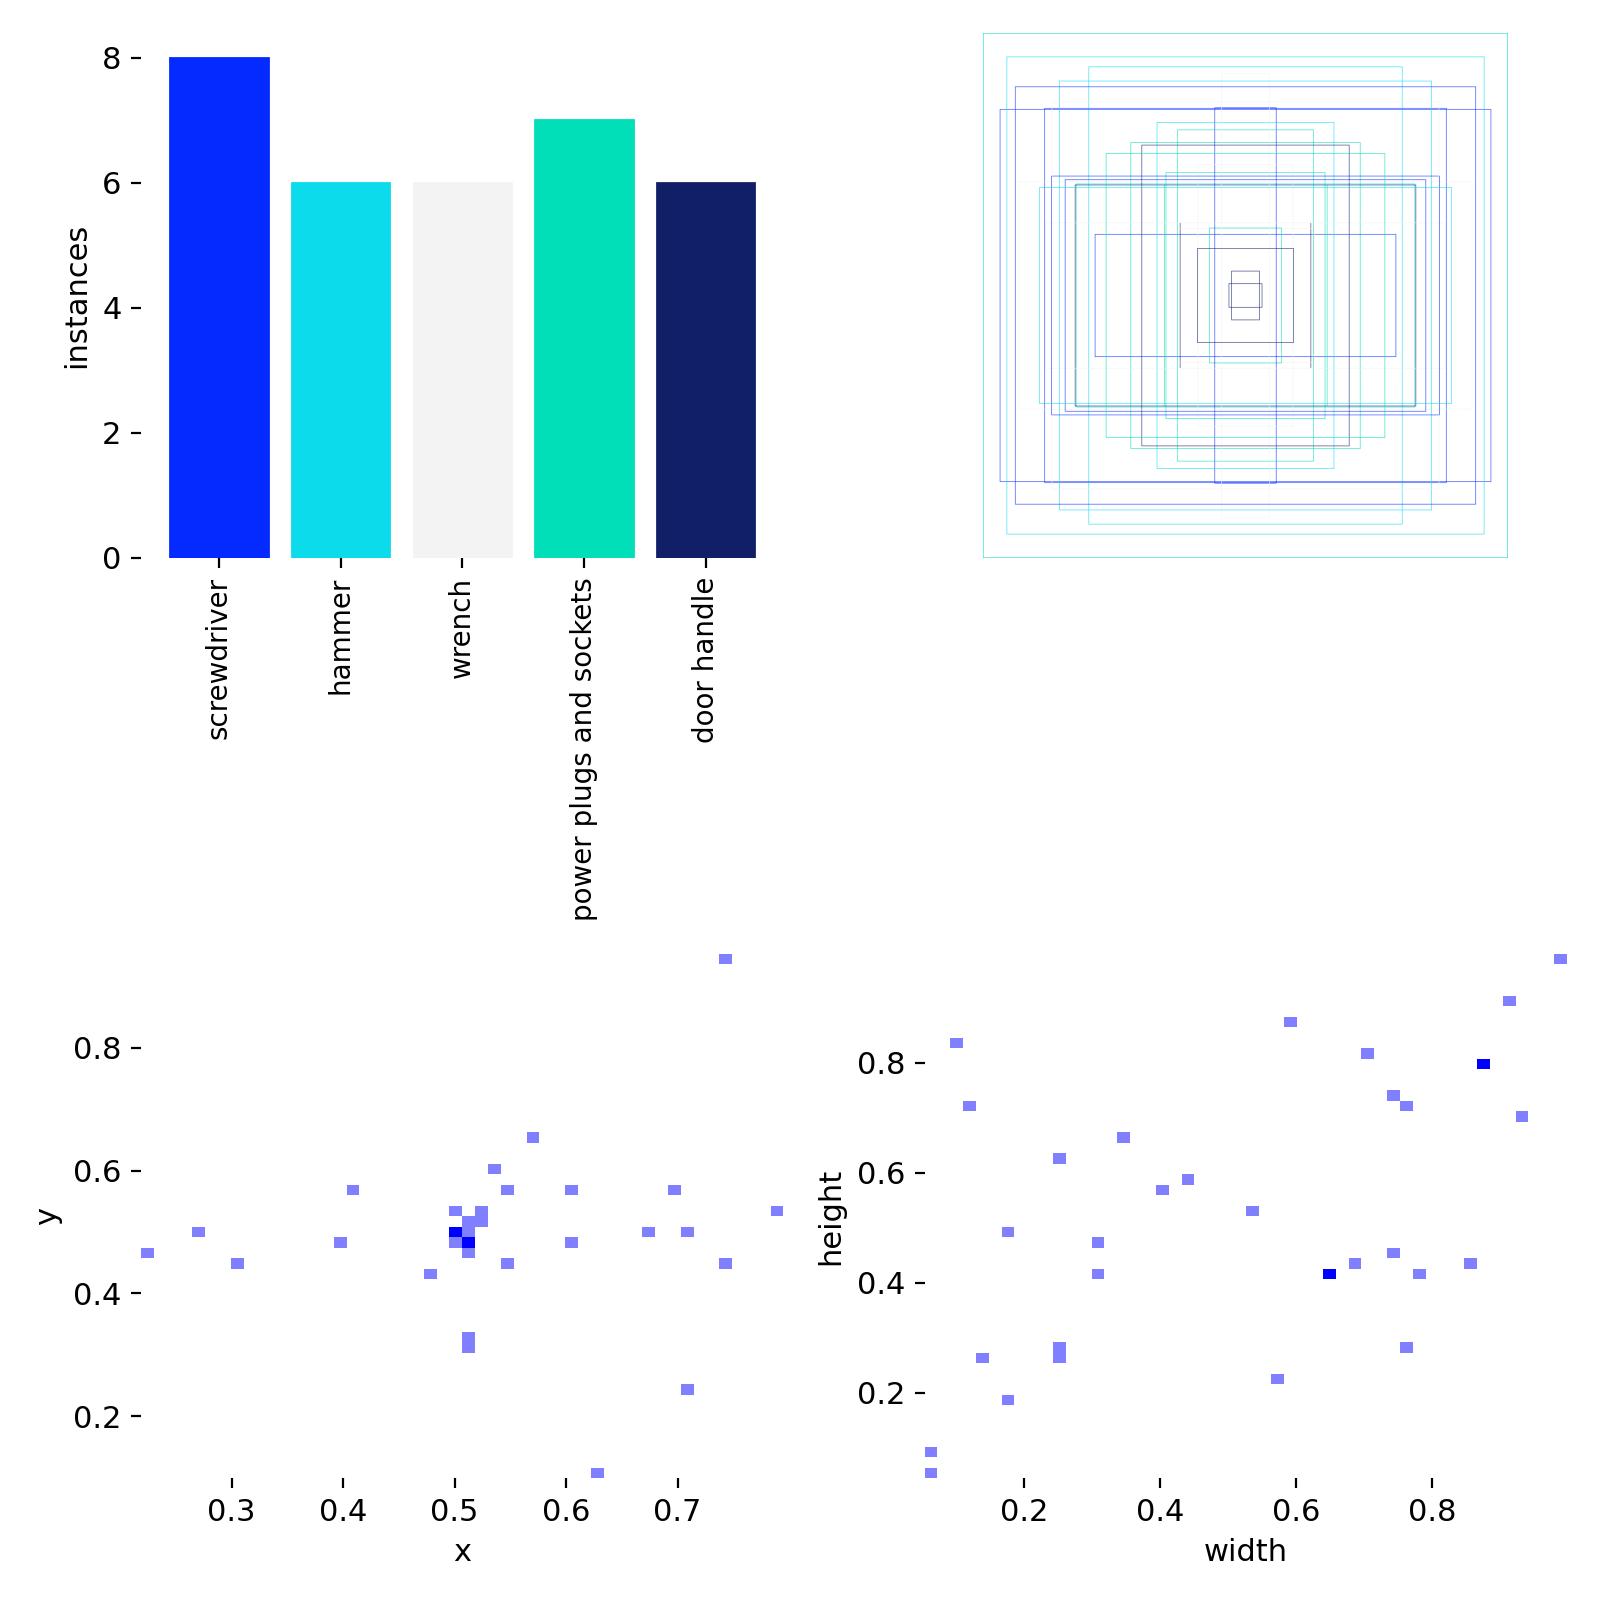 8
6
4
2
0
instances
screwdriver
hammer
wrench
power plugs and sockets
door handle
0.8
0.6
0.4
0.2
y
0.3 0.4 0.5 0.6 0.7
x
0.8
0.6
0.4
0.2
height
0.2 0.4 0.6 0.8
width